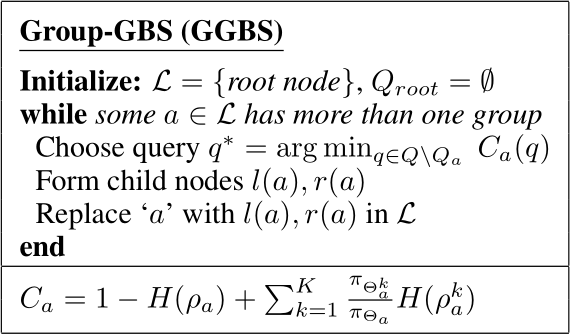 Group-GBS (GGBS)
Initialize: $\mathcal{L} = \{root\ node\}, Q_{root} = \emptyset$
while some $a \in \mathcal{L}$ has more than one group
Choose query $q^* = \arg\min_{q \in Q \setminus Q_a} C_a(q)$
Form child nodes $l(a), r(a)$
Replace ‘$a$’ with $l(a), r(a)$ in $\mathcal{L}$
end
$C_a = 1 - H(\rho_a) + \sum_{k=1}^{K} \frac{\pi_{\Theta_a^k}}{\pi_{\Theta_a}} H(\rho_a^k)$